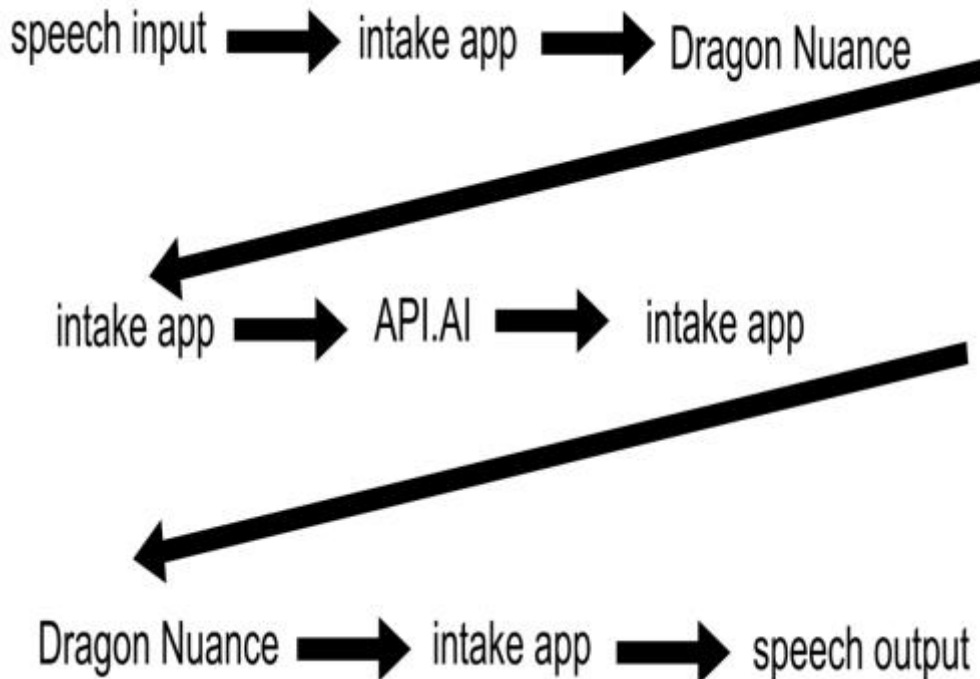 speech input intake app Dragon Nuance
intake app API.AI intake app
Dragon Nuance intake app speech output